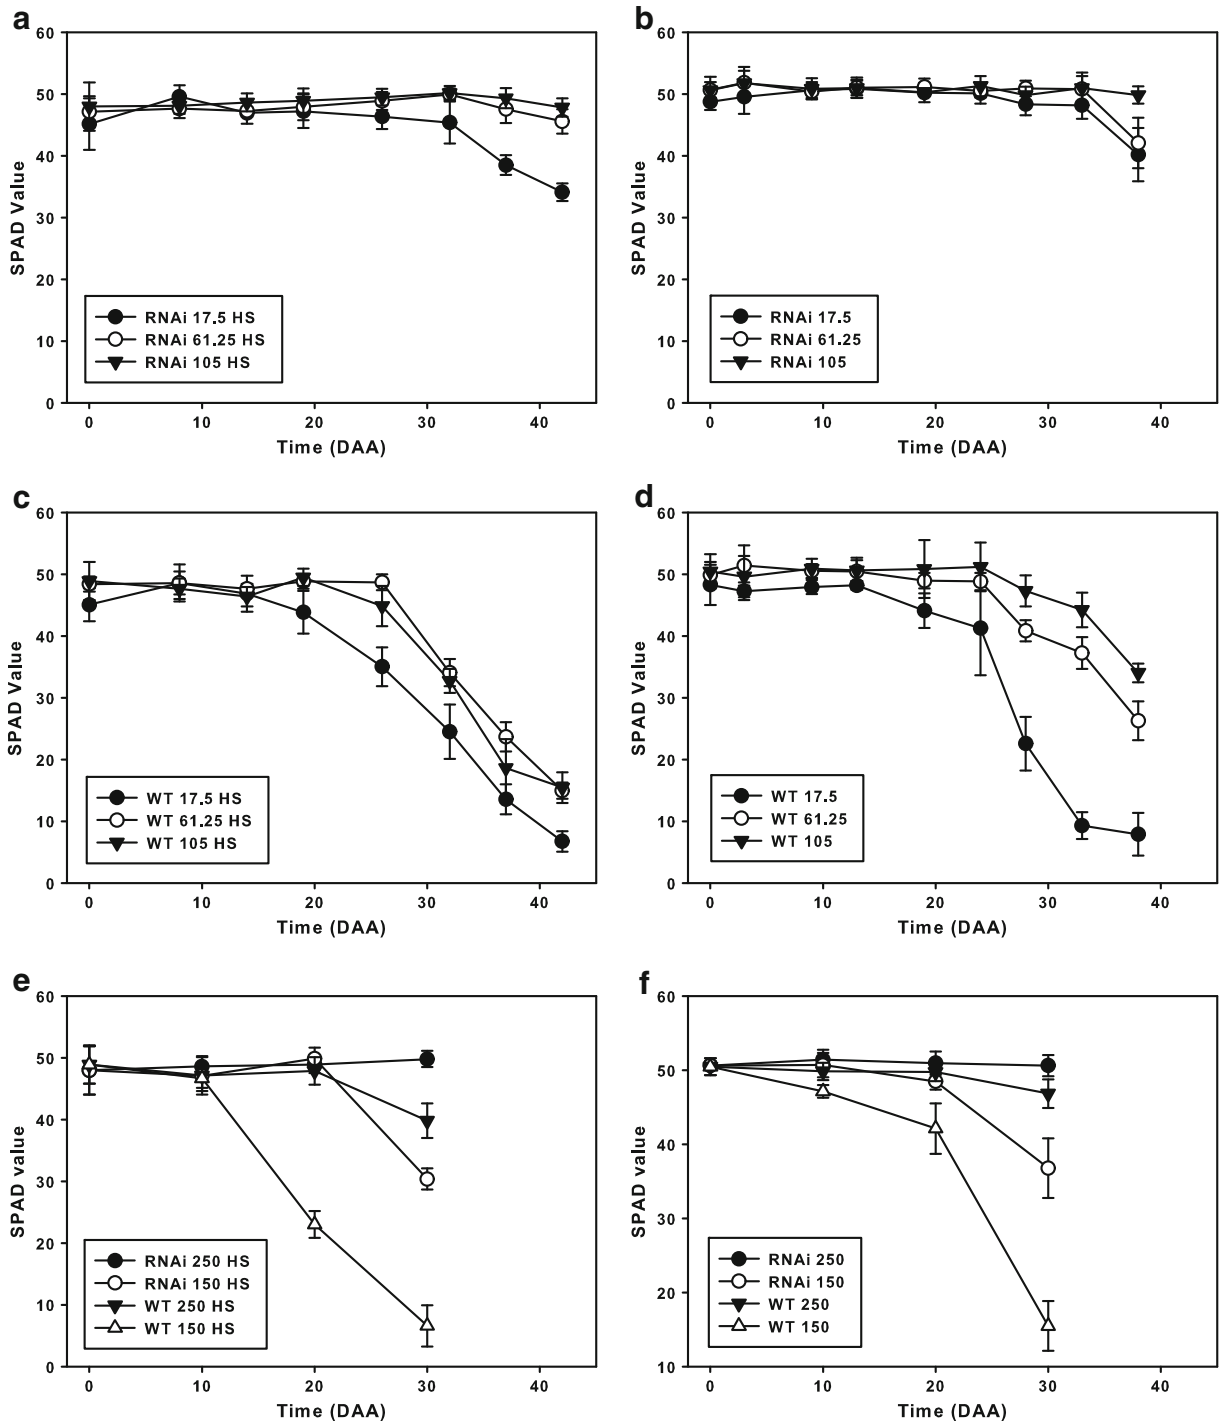 a
60
50
40
30
20
10
0
SPAD Value
RNAi 17.5 HS
RNAi 61.25 HS
RNAi 105 HS
0 10 20 30 40
Time (DAA)
b
60
50
40
30
20
10
0
SPAD Value
RNAi 17.5
RNAi 61.25
RNAi 105
0 10 20 30 40
Time (DAA)
c
60
50
40
30
20
10
0
SPAD Value
WT 17.5 HS
WT 61.25 HS
WT 105 HS
0 10 20 30 40
Time (DAA)
d
60
50
40
30
20
10
0
SPAD Value
WT 17.5
WT 61.25
WT 105
0 10 20 30 40
Time (DAA)
e
60
50
40
30
20
10
0
SPAD value
RNAi 250 HS
RNAi 150 HS
WT 250 HS
WT 150 HS
0 10 20 30 40
Time (DAA)
f
60
50
40
30
20
10
SPAD value
RNAi 250
RNAi 150
WT 250
WT 150
0 10 20 30 40
Time (DAA)